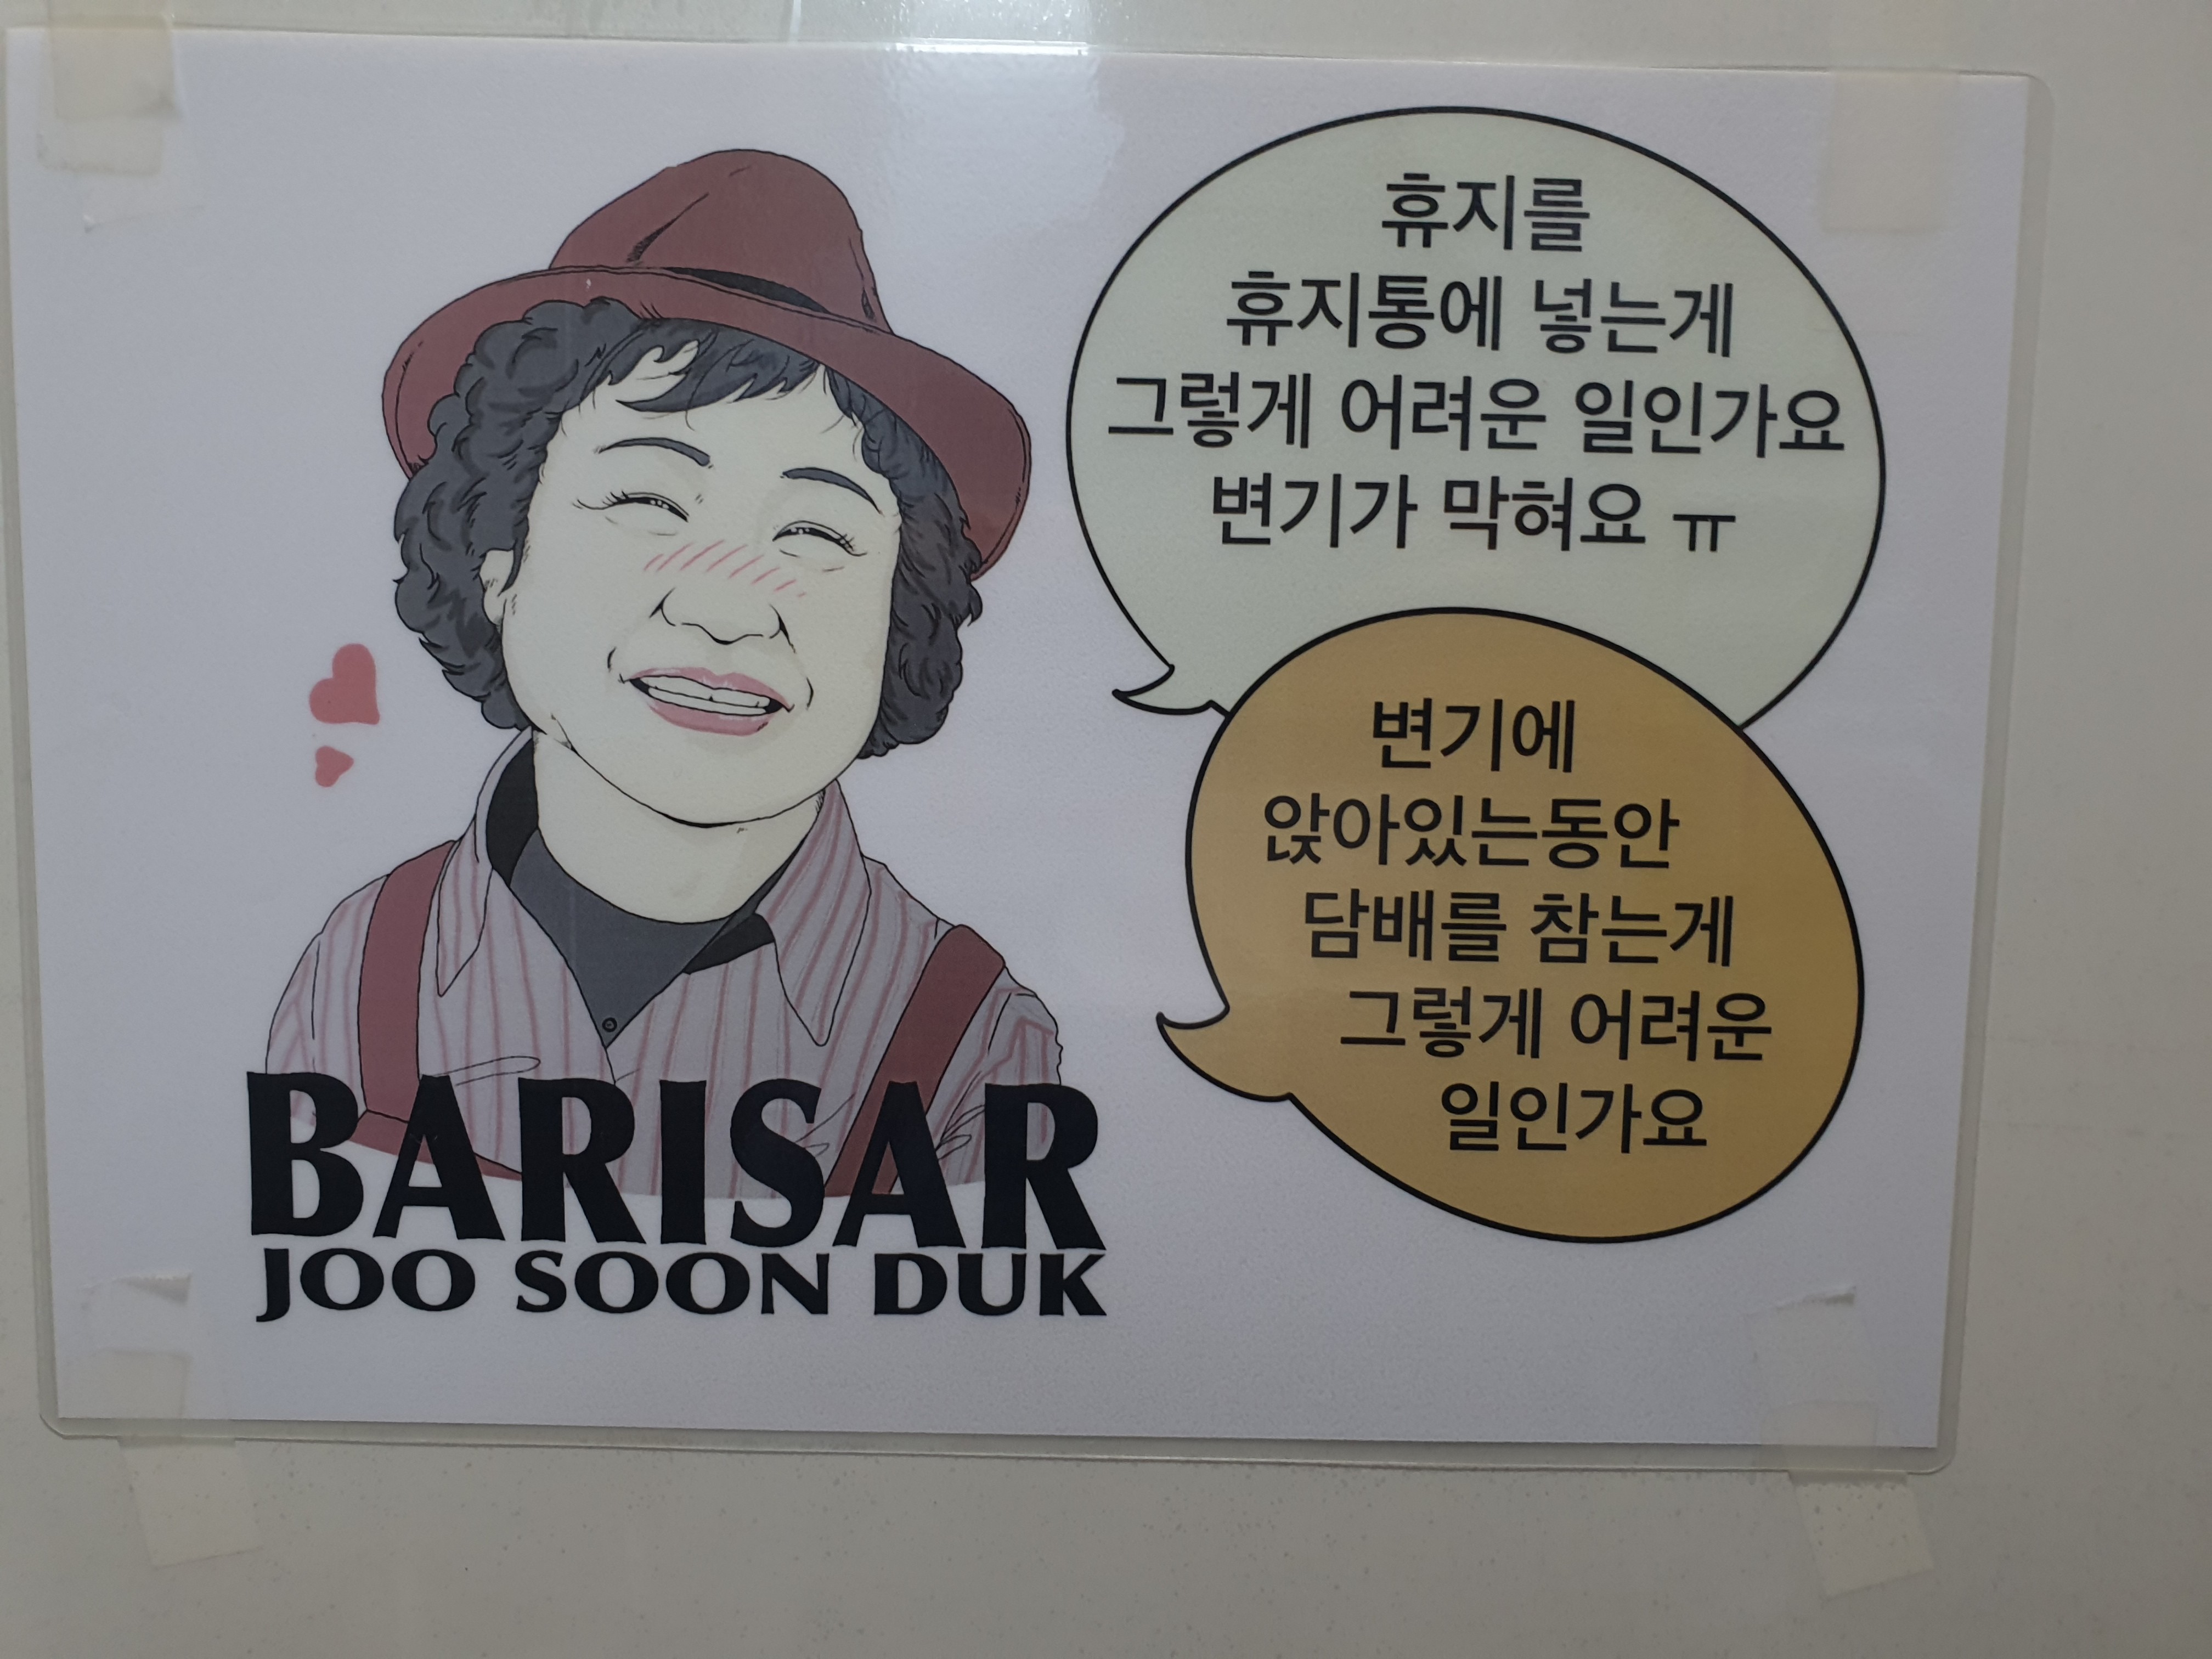 휴지를
휴지통에 넣는게
그렇게 어려운 일인가요
변기가 막혀요 ㅠ
변기에
앉아있는동안
담배를 참는게
그렇게 어려운
일인가요
BARISAR
JOO SOON DUK